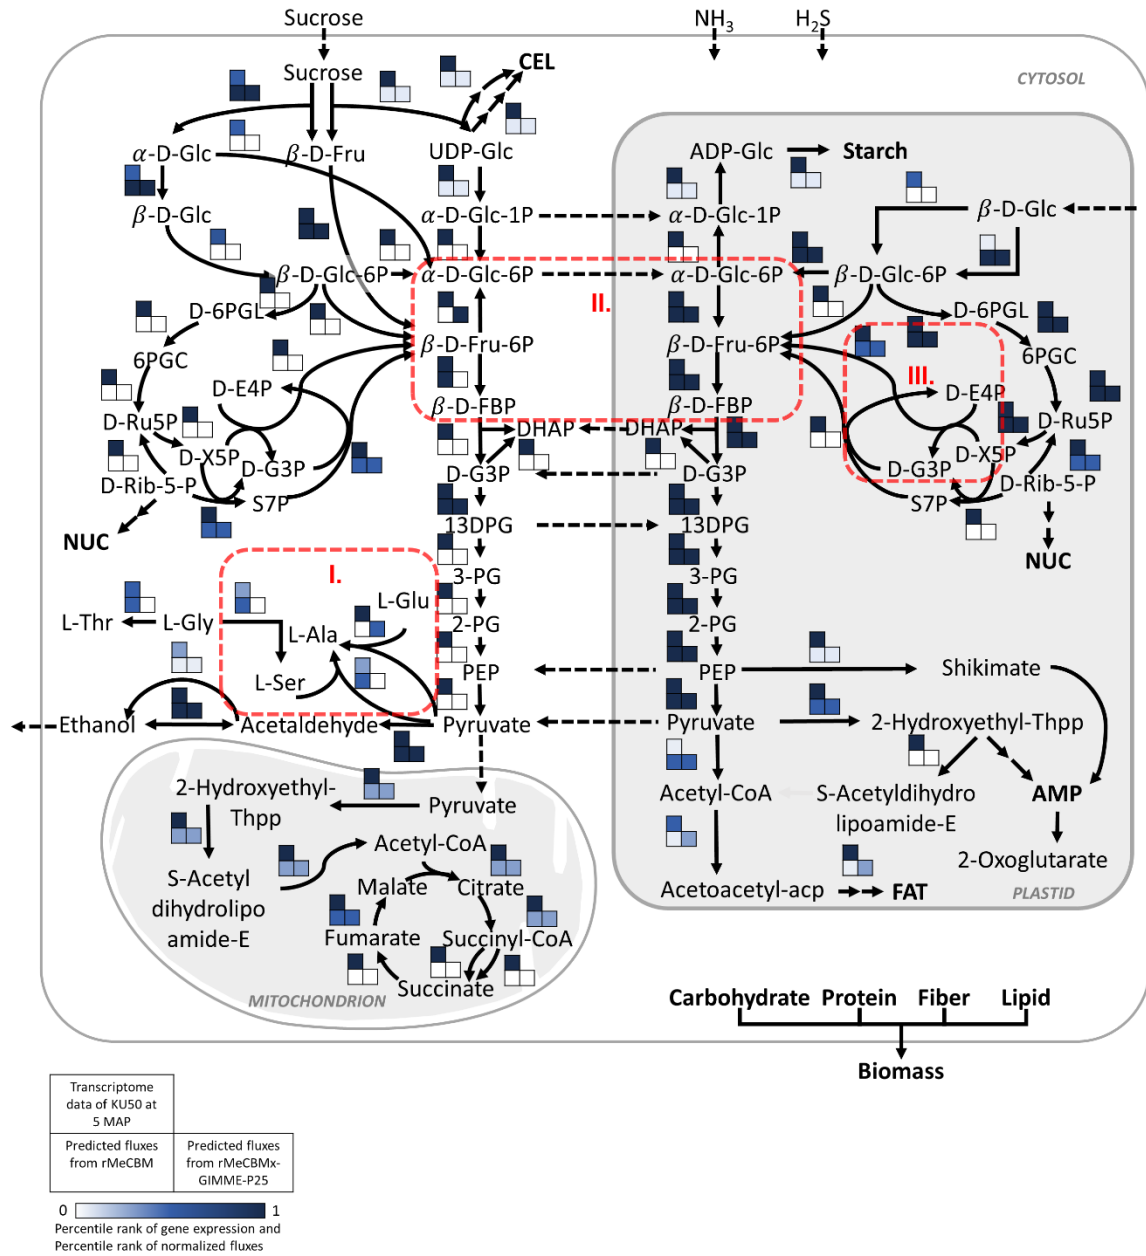 Sucrose
NH3
H2S
Sucrose
CEL
CYTOSOL
α-D-Glc
β-D-Fru
UDP-Glc
ADP-Glc
Starch
β-D-Glc
α-D-Glc-1P
α-D-Glc-1P
β-D-Glc
β-D-Glc-6P
α-D-Glc-6P
α-D-Glc-6P
β-D-Glc-6P
II.
D-6PGL
D-6PGL
6PGC
β-D-Fru-6P
β-D-Fru-6P
6PGC
III.
D-E4P
D-E4P
β-D-FBP
β-D-FBP
D-Ru5P
DHAP
DHAP
D-Ru5P
D-X5P
D-G3P
D-G3P
D-G3P
D-G3P
D-X5P
D-Rib-5-P
S7P
S7P
D-Rib-5-P
13DPG
13DPG
NUC
NUC
I.
3-PG
3-PG
L-Glu
L-Thr
L-Gly
L-Ala
2-PG
2-PG
L-Ser
PEP
PEP
Shikimate
Ethanol
Acetaldehyde
Pyruvate
Pyruvate
2-Hydroxyethyl-Thpp
2-Hydroxyethyl-
Thpp
Pyruvate
Acetyl-CoA
S-Acetyldihydro
lipoamide-E
AMP
Acetyl-CoA
2-Oxoglutarate
S-Acetyl
dihydrolipo
amide-E
Malate
Citrate
Acetoacetyl-acp
FAT
PLASTID
Fumarate
Succinyl-CoA
Succinate
MITOCHONDRION
Carbohydrate
Protein
Fiber
Lipid
Biomass
Transcriptome
data of KU50 at
5 MAP
Predicted fluxes
from rMeCBM
Predicted fluxes
from rMeCBMx-
GIMME-P25
0
1
Percentile rank of gene expression and
Percentile rank of normalized fluxes